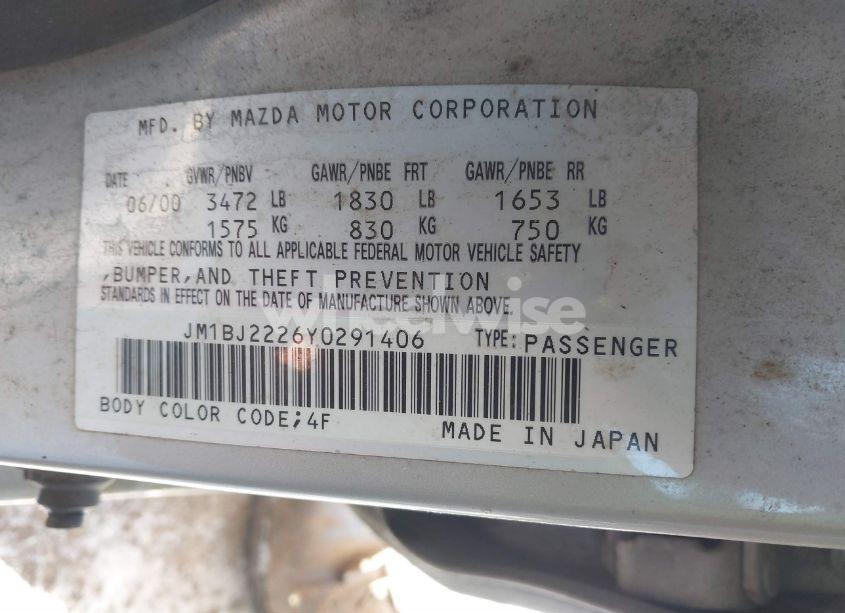 MFD. BY MAZDA MOTOR CORPORATION
DATE GVWR/PNBV GAWR/PNBE FRT GAWR/PNBE RR
06/00 3472 LB 1830 LB 1653 LB
1575 KG 830 KG 750 KG
THIS VEHICLE CONFORMS TO ALL APPLICABLE FEDERAL MOTOR VEHICLE SAFETY
,BUMPER,AND THEFT PREVENTION
STANDARDS IN EFFECT ON THE DATE OF MANUFACTURE SHOWN ABOVE.
wheelwise
JM1BJ2226Y0291406 TYPE: PASSENGER
BODY COLOR CODE;4F
MADE IN JAPAN